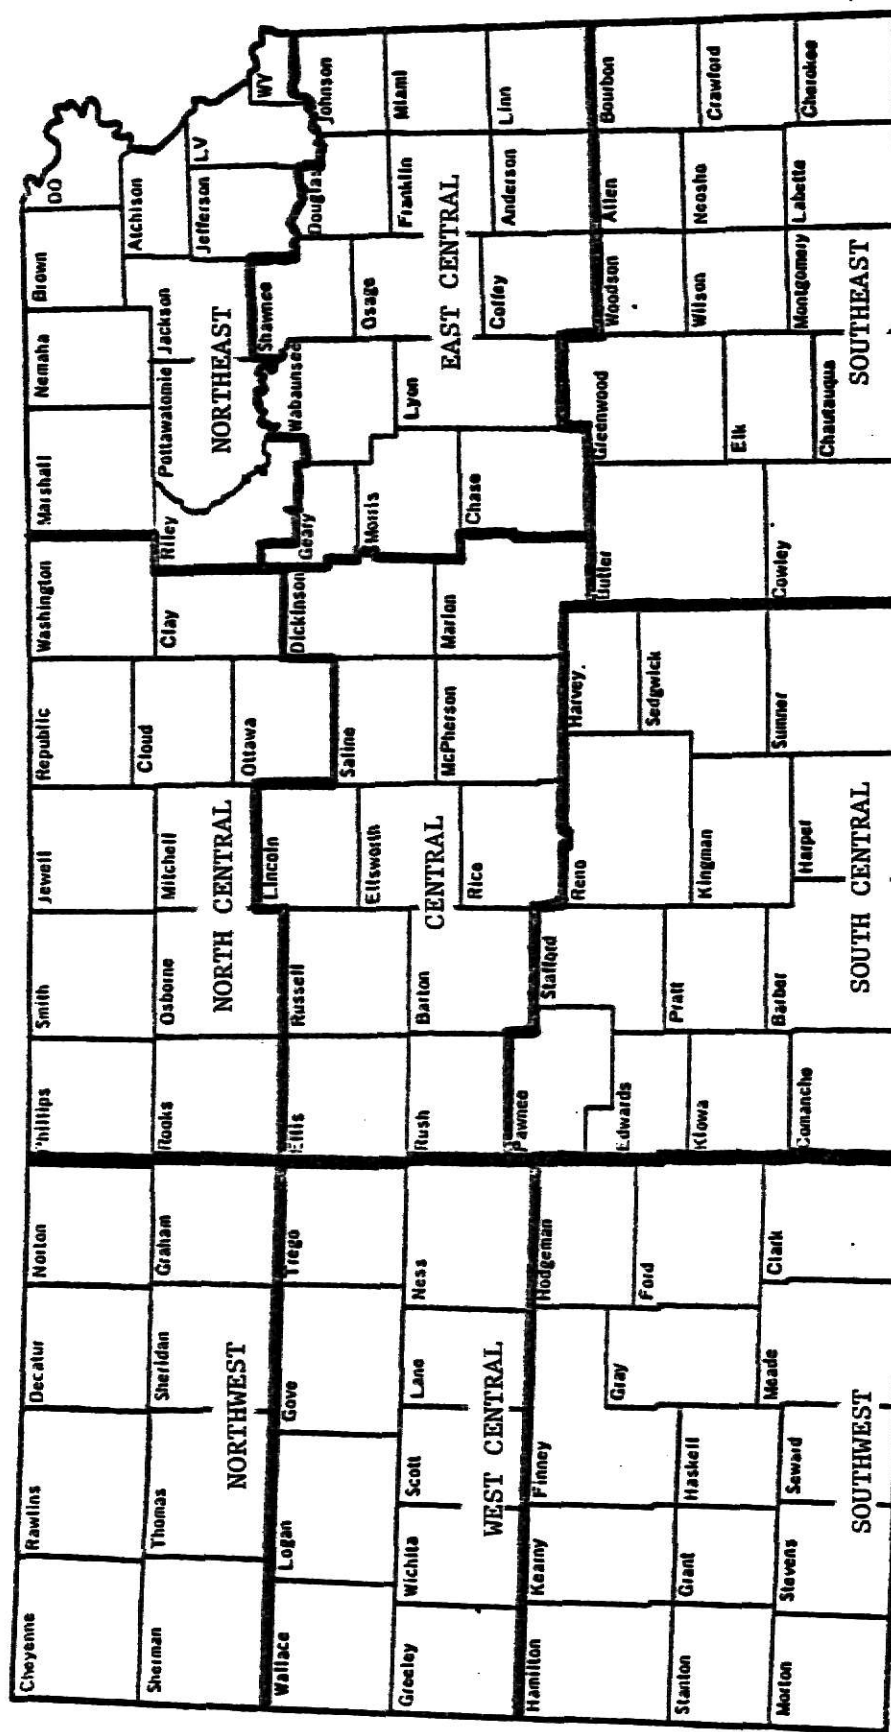 Cheyenne
Rawlins
Decatur
Norton
Phillips
Smith
Jewell
Republic
Washington
Marshall
Nemaha
Brown
DO
Sherman
Thomas
Sheridan
Graham
Rooks
Osborne
Mitchell
Cloud
Clay
Riley
Pottawatomie
Jackson
Atchison
Jefferson
LV
WY
NORTHWEST
NORTH CENTRAL
Ottawa
NORTHEAST
Wallace
Logan
Gove
Trego
Ellis
Russell
Lincoln
Saline
Dickinson
Geary
Wabaunsee
Shawnee
Douglas
Johnson
Greeley
Wichita
Scott
Lane
Ness
Rush
Barton
Ellsworth
McPherson
Marion
Morris
Lyon
Osage
Franklin
Miami
WEST CENTRAL
CENTRAL
Rice
Chase
EAST CENTRAL
Coffey
Anderson
Linn
Hamilton
Kearny
Finney
Hodgeman
Pawnee
Stafford
Reno
Harvey
Butler
Greenwood
Woodson
Allen
Bourbon
Gray
Ford
Edwards
Sedgwick
Stanton
Grant
Haskell
Kiowa
Pratt
Kingman
Elk
Wilson
Neosho
Crawford
Morton
Stevens
Seward
Meade
Clark
Comanche
Barber
Harper
Sumner
Cowley
Chautauqua
Montgomery
Labette
Cherokee
SOUTHWEST
SOUTH CENTRAL
SOUTHEAST